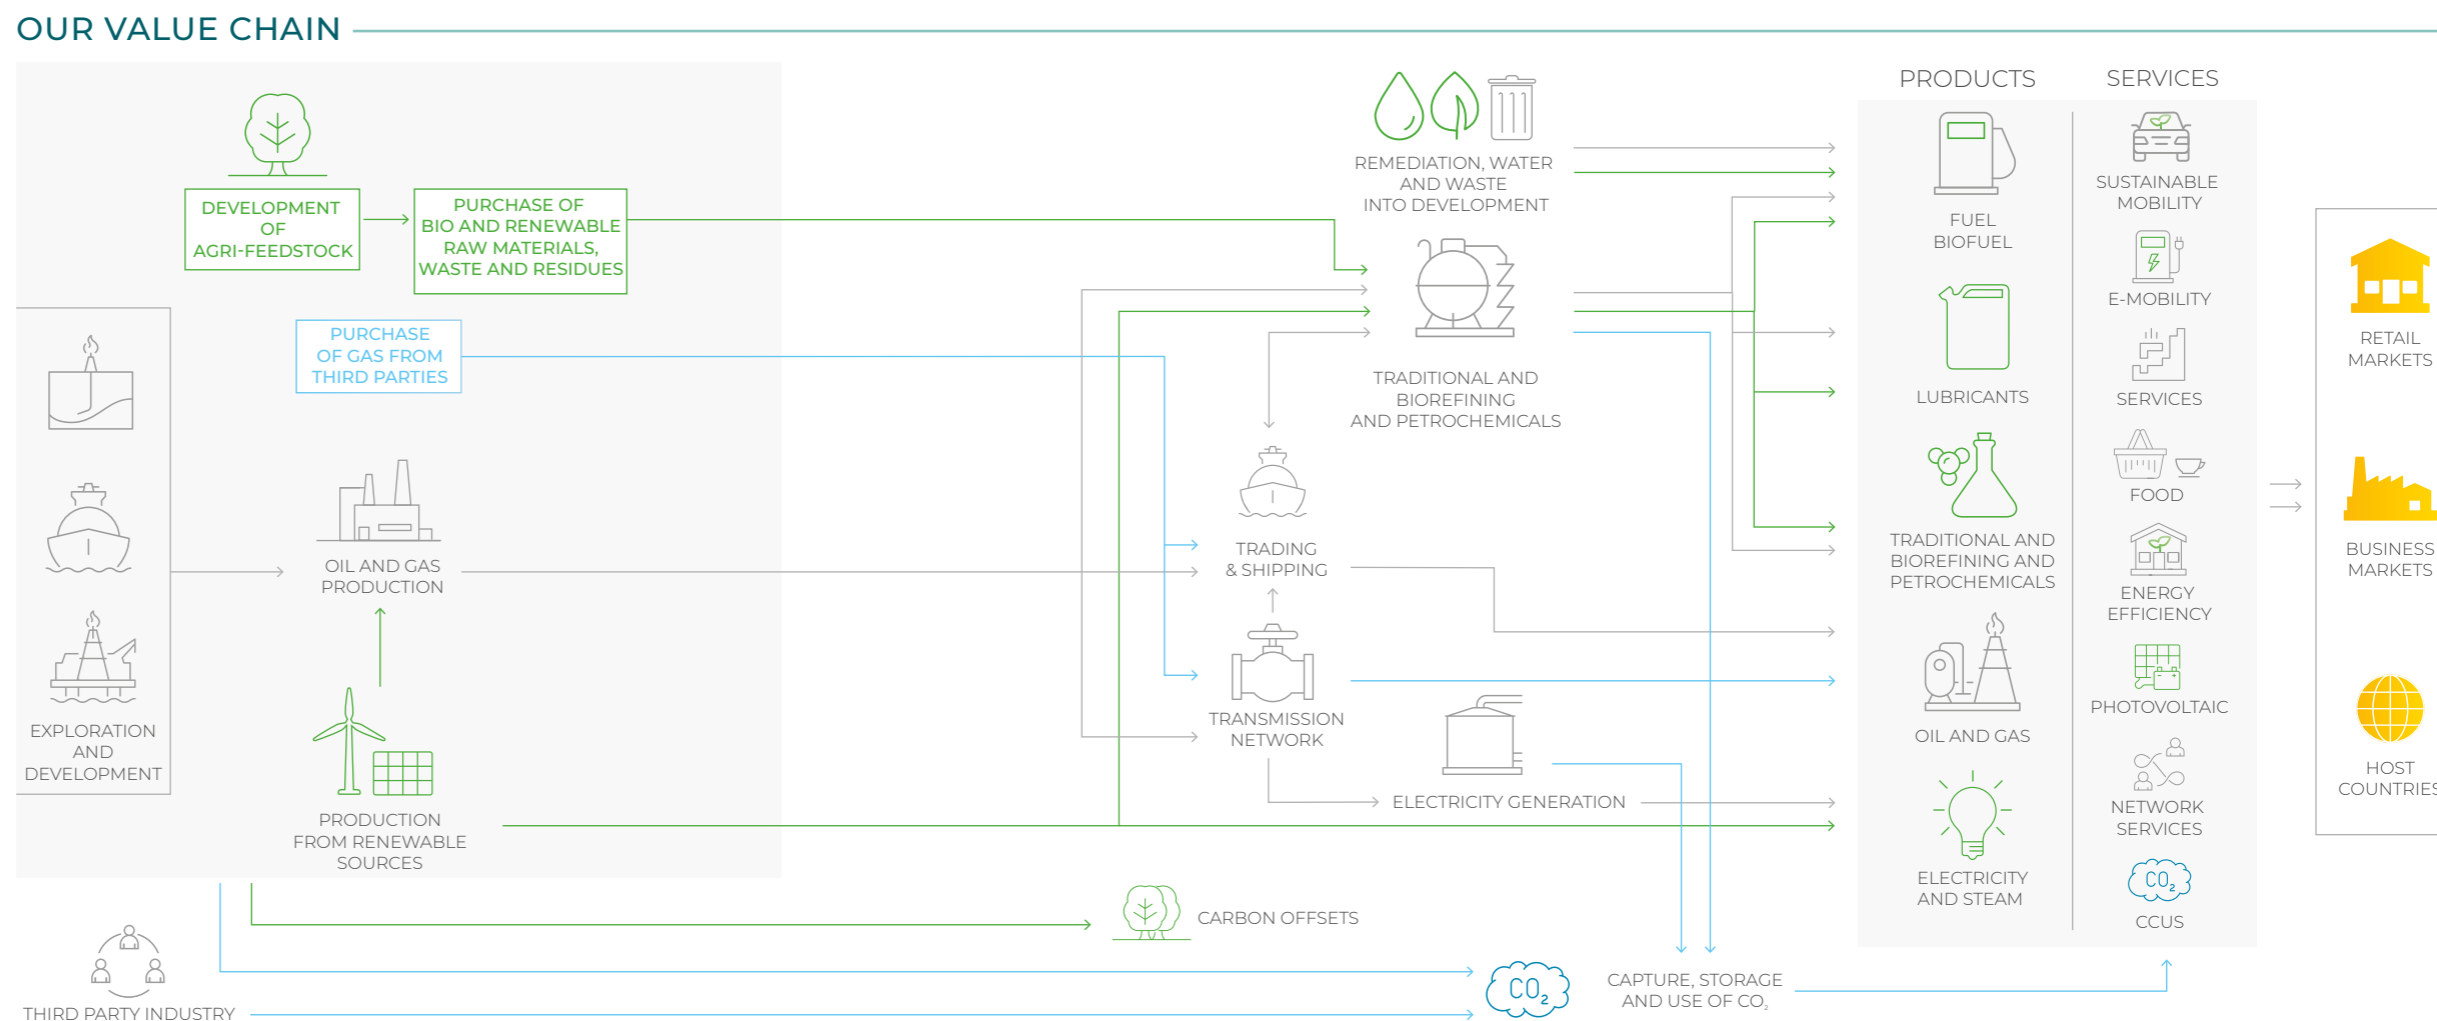 OUR VALUE CHAIN
DEVELOPMENT
OF
AGRI-FEEDSTOCK
PURCHASE OF
BIO AND RENEWABLE
RAW MATERIALS,
WASTE AND RESIDUES
PURCHASE
OF GAS FROM
THIRD PARTIES
EXPLORATION
AND
DEVELOPMENT
OIL AND GAS
PRODUCTION
PRODUCTION
FROM RENEWABLE
SOURCES
THIRD PARTY INDUSTRY
REMEDIATION, WATER
AND WASTE
INTO DEVELOPMENT
TRADITIONAL AND
BIOREFINING
AND PETROCHEMICALS
TRADING
& SHIPPING
TRANSMISSION
NETWORK
ELECTRICITY GENERATION
CARBON OFFSETS
CO₂
CAPTURE, STORAGE
AND USE OF CO₂
PRODUCTS
FUEL
BIOFUEL
LUBRICANTS
TRADITIONAL AND
BIOREFINING AND
PETROCHEMICALS
OIL AND GAS
ELECTRICITY
AND STEAM
SERVICES
SUSTAINABLE
MOBILITY
E-MOBILITY
SERVICES
FOOD
ENERGY
EFFICIENCY
PHOTOVOLTAIC
NETWORK
SERVICES
CO₂
CCUS
RETAIL
MARKETS
BUSINESS
MARKETS
HOST
COUNTRIES